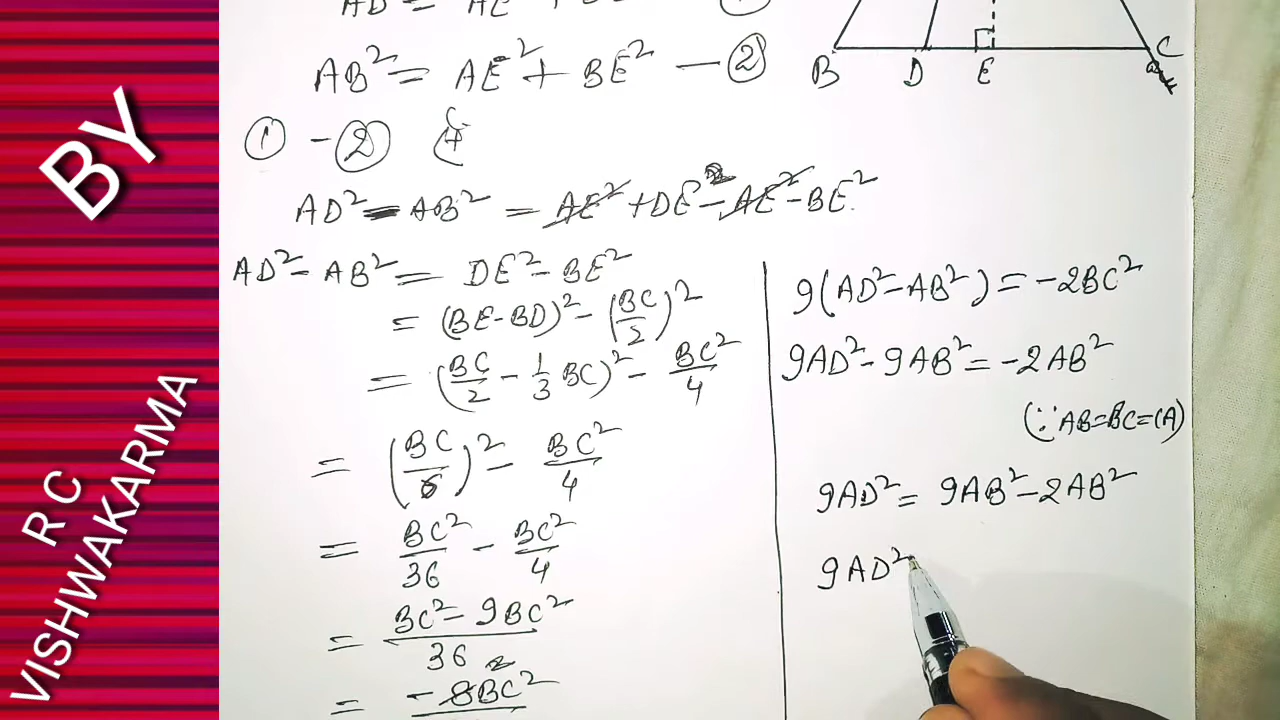 BY
R C
VISHWAKARMA
AB² = AE² + BE² — ②
① - ②
AD² - AB² = AE² + DE² - AE² - BE²
AD² - AB² = DE² - BE²
= (BE - BD)² - (BC/2)²
= (BC/2 - 1/3 BC)² - BC²/4
= (BC/6)² - BC²/4
= BC²/36 - BC²/4
= BC² - 9BC²/36
= -8BC²
B D E C
9(AD² - AB²) = -2BC²
9AD² - 9AB² = -2AB²
(∵ AB = BC = CA)
9AD² = 9AB² - 2AB²
9AD²